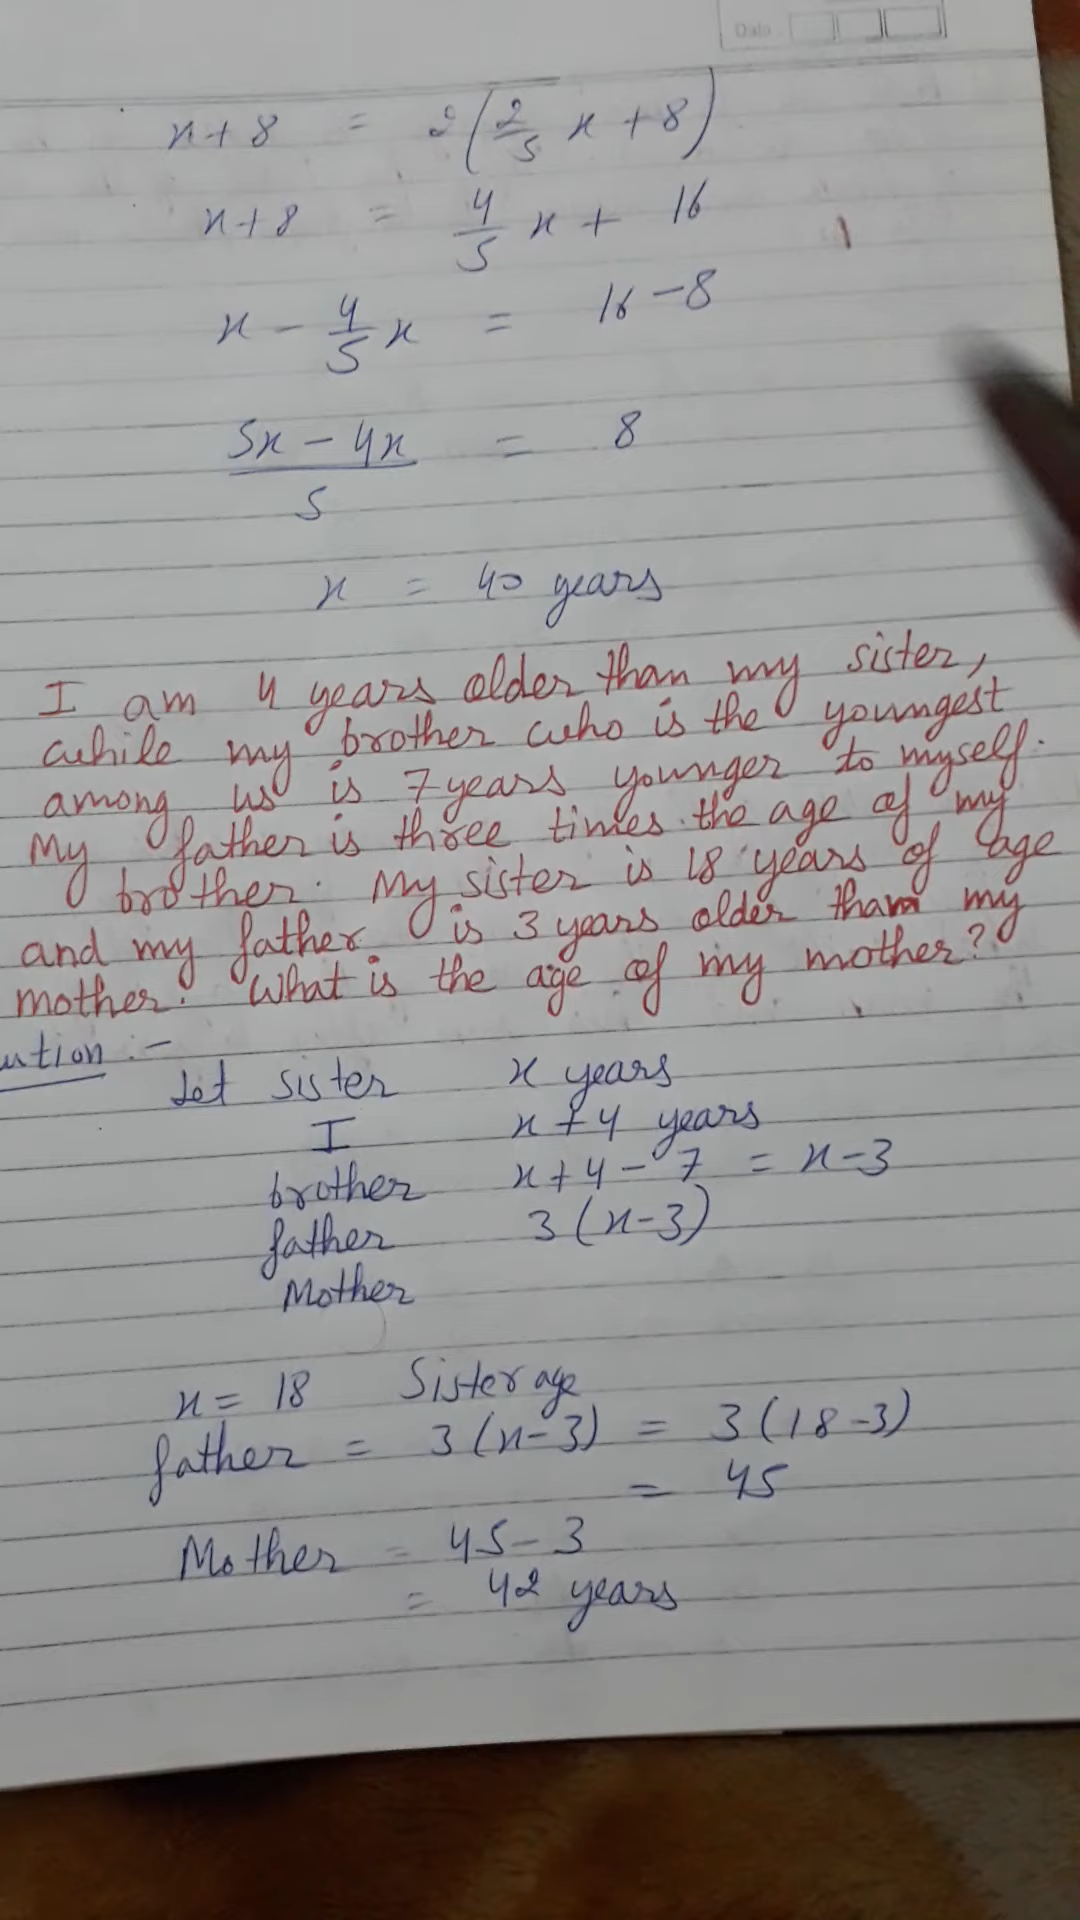 Date
x + 8 = 2(2/5 x + 8)
x + 8 = 4/5 x + 16
x - 4/5 x = 16 - 8
5x - 4x / 5 = 8
x = 40 years
I am 4 years older than my sister,
while my brother who is the youngest
among us is 7 years younger to myself.
My father is three times the age of my
brother. My sister is 18 years of age
and my father is 3 years older than my
mother. What is the age of my mother?
ution :-
Let sister x years
I x + 4 years
brother x + 4 - 7 = x - 3
father 3(x-3)
Mother
x = 18 Sister age
father = 3(x-3) = 3(18-3)
= 45
Mother = 45 - 3
= 42 years